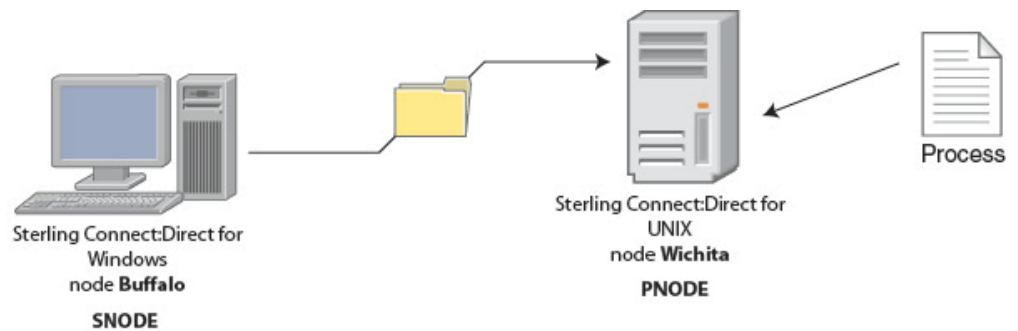 Sterling Connect:Direct for
Windows
node Buffalo
SNODE
Sterling Connect:Direct for
UNIX
node Wichita
PNODE
Process